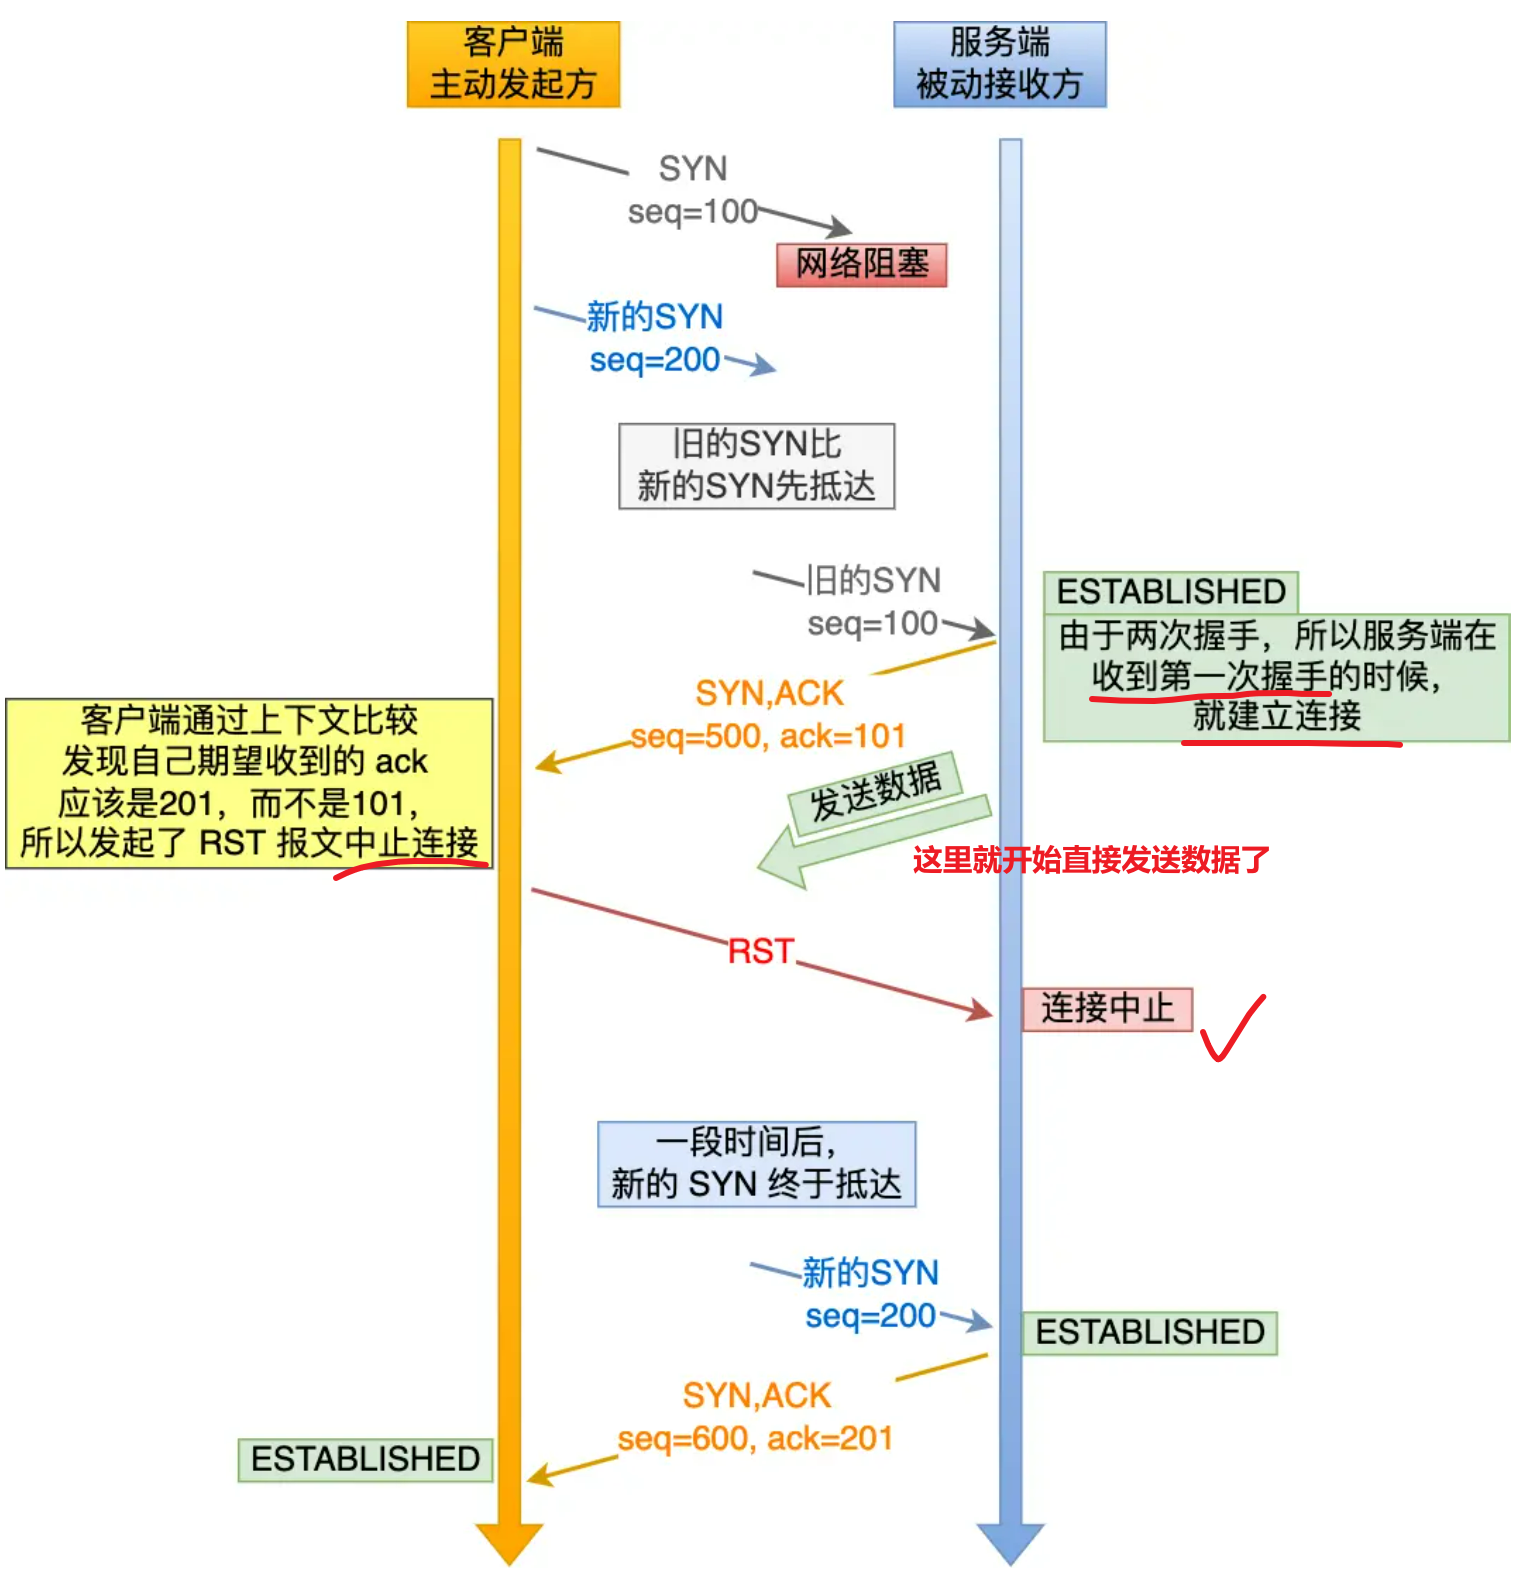 客户端
主动发起方
服务端
被动接收方
SYN
seq=100
网络阻塞
新的SYN
seq=200
旧的SYN比
新的SYN先抵达
旧的SYN
seq=100
ESTABLISHED
由于两次握手，所以服务端在
收到第一次握手的时候，
就建立连接
SYN,ACK
seq=500, ack=101
客户端通过上下文比较
发现自己期望收到的 ack
应该是201，而不是101，
所以发起了 RST 报文中止连接
发送数据
这里就开始直接发送数据了
RST
连接中止
一段时间后，
新的 SYN 终于抵达
新的SYN
seq=200
ESTABLISHED
SYN,ACK
seq=600, ack=201
ESTABLISHED